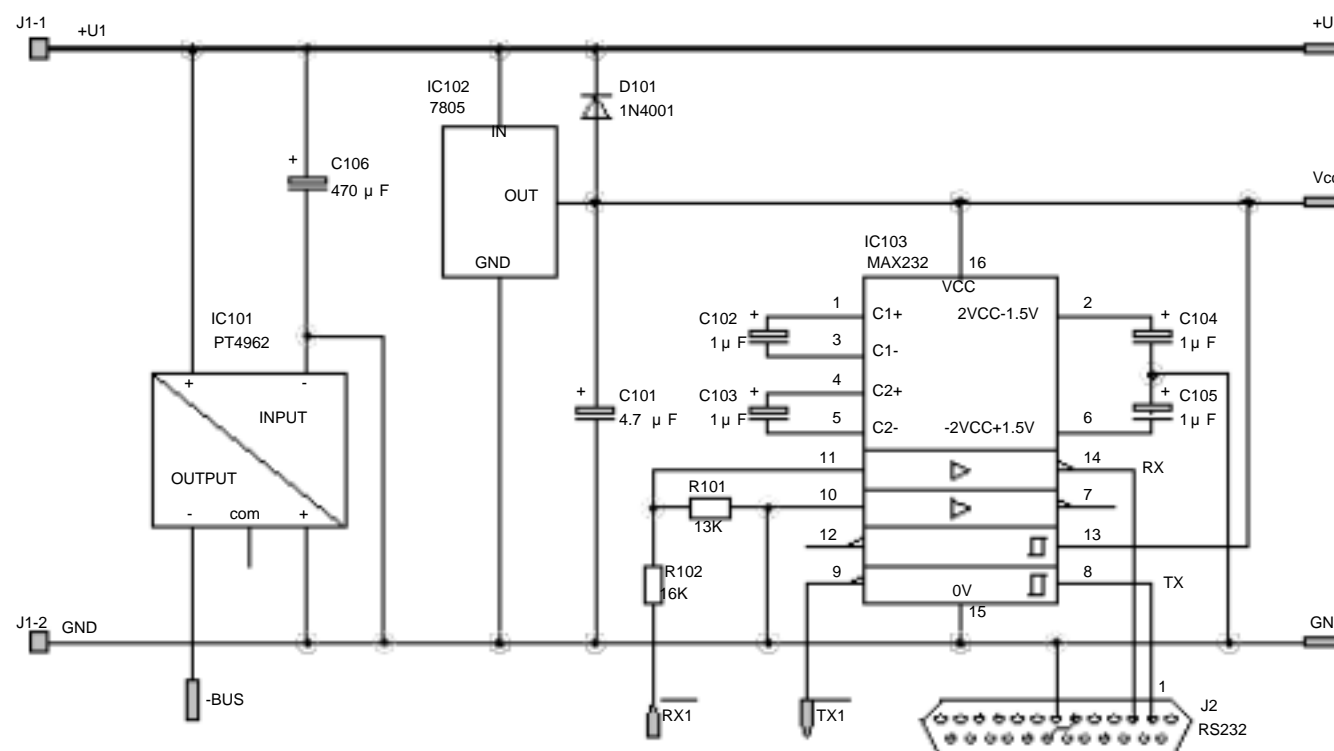 J1-1
+U1
+U
IC102
7805
D101
1N4001
IN
+
C106
470 µ F
OUT
Vcc
GND
IC103
MAX232
16
VCC
1
C1+
2VCC-1.5V
2
C102
+
1µ F
3
C1-
+
C104
1µ F
IC101
PT4962
+
-
INPUT
OUTPUT
-
com
+
+
C101
4.7 µ F
C103
+
1µ F
4
C2+
5
C2-
-2VCC+1.5V
6
+
C105
1µ F
11
14
RX
R101
13K
10
7
12
13
R102
16K
9
8
TX
0V
15
J1-2
GND
GN
-BUS
RX1
TX1
1
J2
RS232